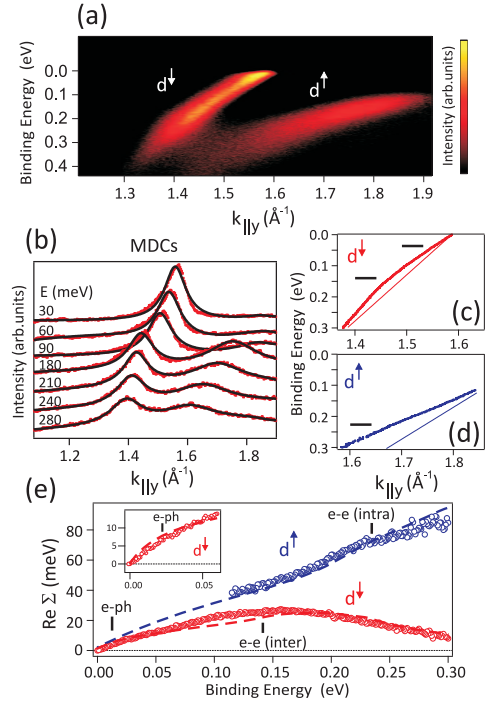 (a)
Binding Energy (eV)
0.0
0.1
0.2
0.3
0.4
d↓
d↑
Intensity (arb.units)
1.3 1.4 1.5 1.6 1.7 1.8 1.9
k||y (Å-1)
(b) MDCs
Intensity (arb.units)
E (meV)
30
60
90
180
210
240
280
1.2 1.4 1.6 1.8
k||y (Å-1)
Binding Energy (eV)
0.0
0.1
0.2
0.3
d↓
(c)
1.4 1.5 1.6
0.0
0.1
0.2
0.3
d↑
(d)
1.6 1.7 1.8
k||y (Å-1)
(e)
Re Σ (meV)
80
60
40
20
0
10
0
e-ph
d↓
0.00 0.05
e-ph
d↑
e-e (intra)
d↓
e-e (inter)
0.00 0.05 0.10 0.15 0.20 0.25 0.30
Binding Energy (eV)